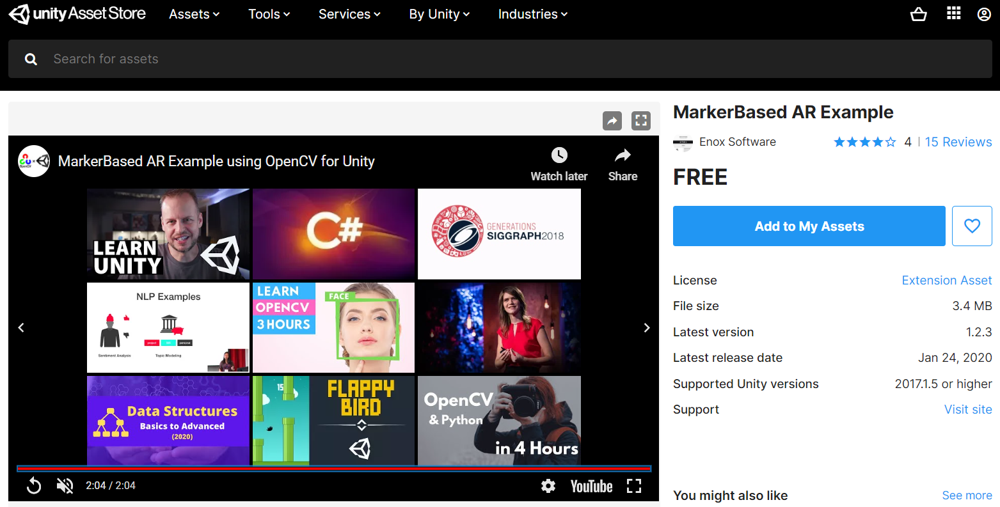 unity Asset Store
Assets
Tools
Services
By Unity
Industries
Search for assets
MarkerBased AR Example using OpenCV for Unity
Watch later
Share
LEARN
UNITY
C#
GENERATIONS
SIGGRAPH2018
NLP Examples
Sentiment Analysis
Topic Modeling
LEARN
OPENCV
3 HOURS
FACE
Data Structures
Basics to Advanced
(2020)
15
FLAPPY
BIRD
OpenCV
& Python
in 4 Hours
2:04 / 2:04
YouTube
MarkerBased AR Example
Enox Software
4 | 15 Reviews
FREE
Add to My Assets
License Extension Asset
File size 3.4 MB
Latest version 1.2.3
Latest release date Jan 24, 2020
Supported Unity versions 2017.1.5 or higher
Support Visit site
You might also like See more